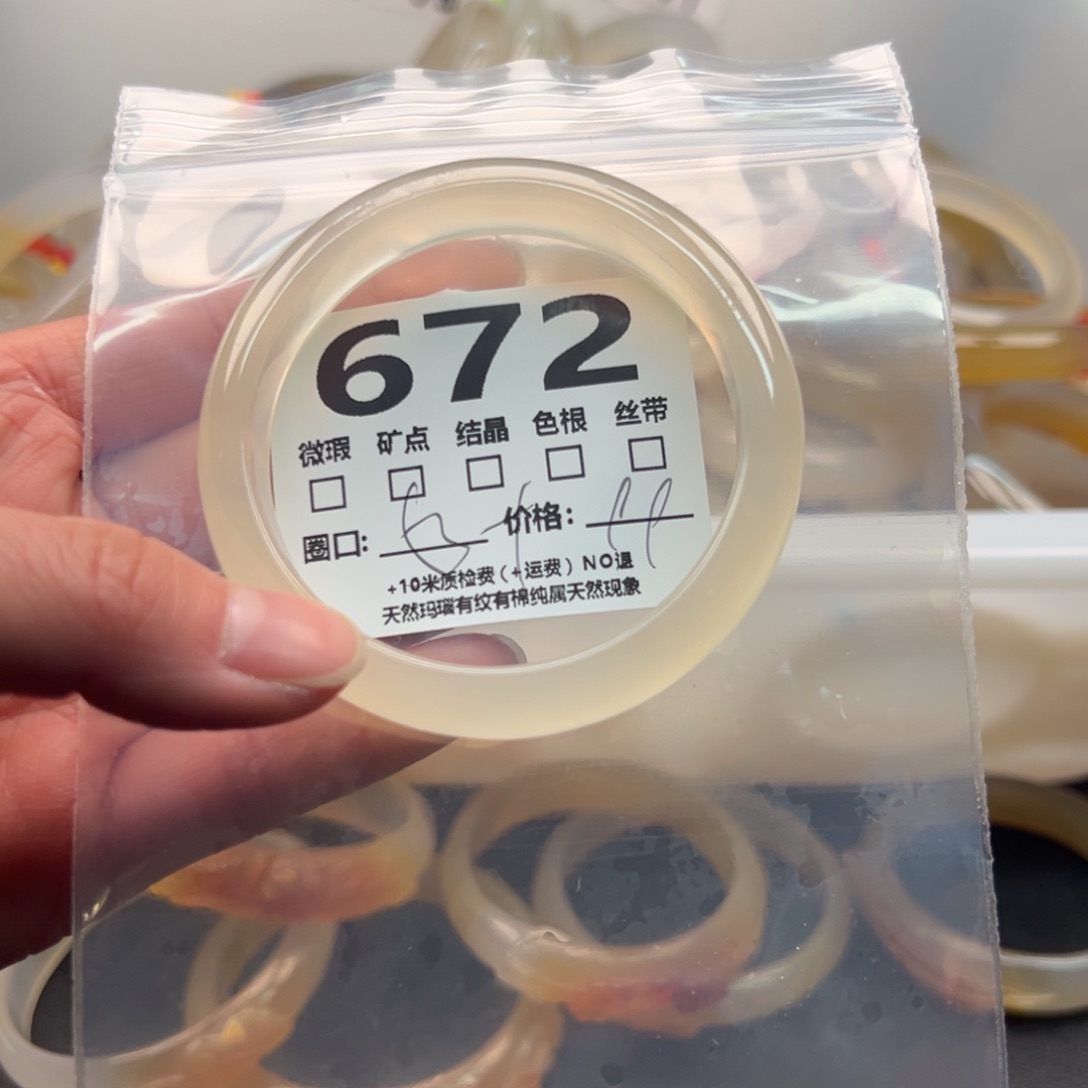 672
微瑕 矿点 结晶 色根 丝带
圈口: 价格:
+10米质检费(+运费) NO退
天然玛瑙有纹有棉纯属天然现象